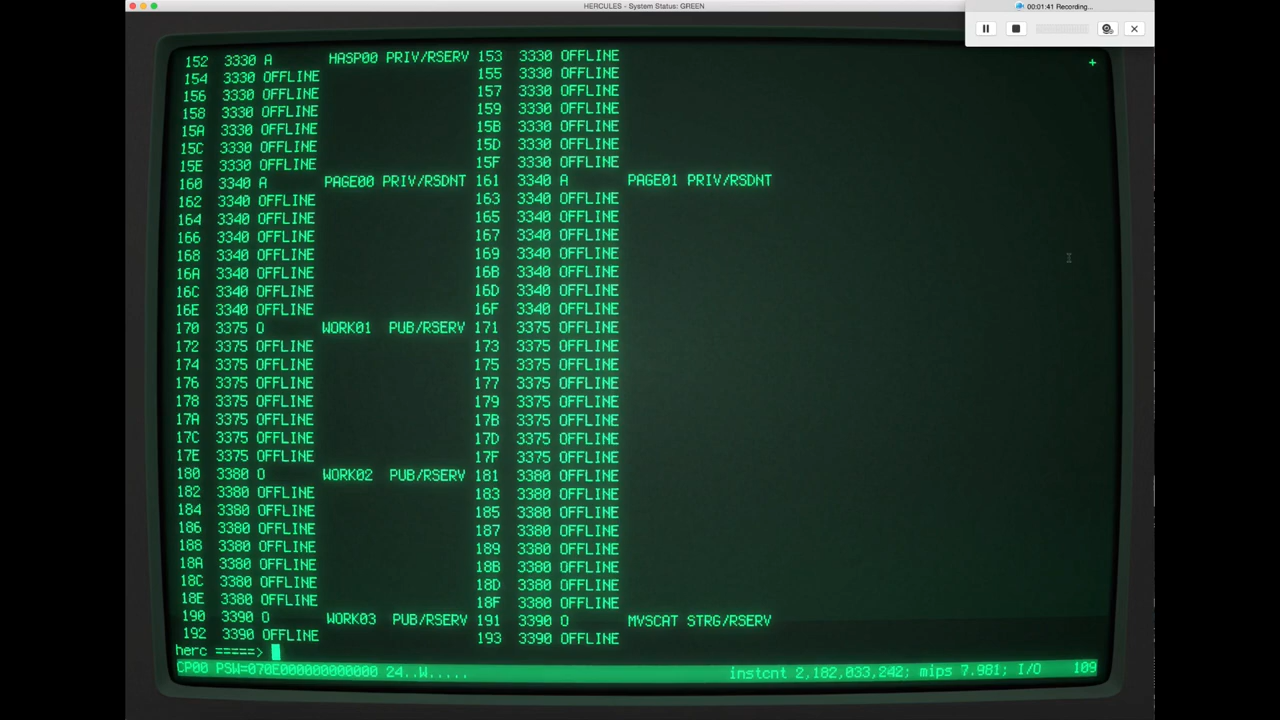 HERCULES - System Status: GREEN
00:01:41 Recording...
+
152 3330 A HASP00 PRIV/RSERV 153 3330 OFFLINE
154 3330 OFFLINE 155 3330 OFFLINE
156 3330 OFFLINE 157 3330 OFFLINE
158 3330 OFFLINE 159 3330 OFFLINE
15A 3330 OFFLINE 15B 3330 OFFLINE
15C 3330 OFFLINE 15D 3330 OFFLINE
15E 3330 OFFLINE 15F 3330 OFFLINE
160 3340 A PAGE00 PRIV/RSDNT 161 3340 A PAGE01 PRIV/RSDNT
162 3340 OFFLINE 163 3340 OFFLINE
164 3340 OFFLINE 165 3340 OFFLINE
166 3340 OFFLINE 167 3340 OFFLINE
168 3340 OFFLINE 169 3340 OFFLINE
16A 3340 OFFLINE 16B 3340 OFFLINE
16C 3340 OFFLINE 16D 3340 OFFLINE
16E 3340 OFFLINE 16F 3340 OFFLINE
170 3375 O WORK01 PUB/RSERV 171 3375 OFFLINE
172 3375 OFFLINE 173 3375 OFFLINE
174 3375 OFFLINE 175 3375 OFFLINE
176 3375 OFFLINE 177 3375 OFFLINE
178 3375 OFFLINE 179 3375 OFFLINE
17A 3375 OFFLINE 17B 3375 OFFLINE
17C 3375 OFFLINE 17D 3375 OFFLINE
17E 3375 OFFLINE 17F 3375 OFFLINE
180 3380 O WORK02 PUB/RSERV 181 3380 OFFLINE
182 3380 OFFLINE 183 3380 OFFLINE
184 3380 OFFLINE 185 3380 OFFLINE
186 3380 OFFLINE 187 3380 OFFLINE
188 3380 OFFLINE 189 3380 OFFLINE
18A 3380 OFFLINE 18B 3380 OFFLINE
18C 3380 OFFLINE 18D 3380 OFFLINE
18E 3380 OFFLINE 18F 3380 OFFLINE
190 3390 O WORK03 PUB/RSERV 191 3390 O MVSCAT STRG/RSERV
192 3390 OFFLINE 193 3390 OFFLINE
herc =====>
CP00 PSW=070E000000000000 24..W..... instcnt 2,182,033,242; mips 7.981; I/O 109